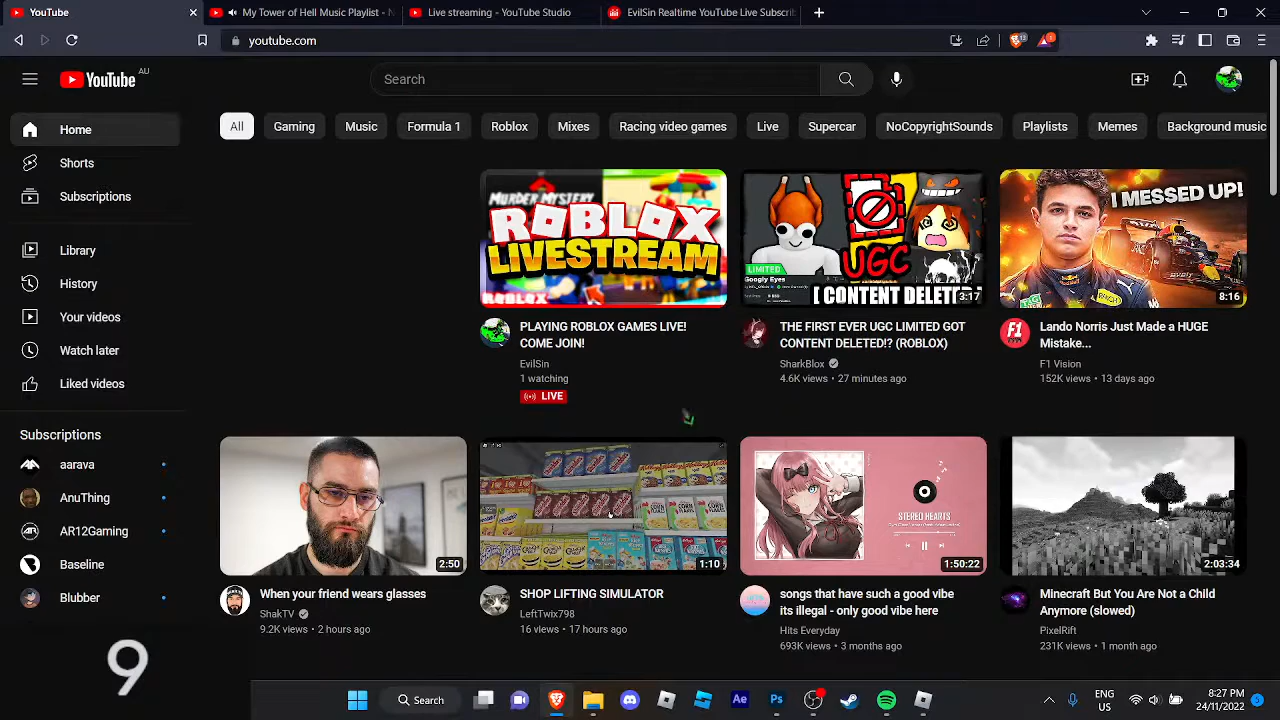 YouTube
My Tower of Hell Music Playlist - N
Live streaming - YouTube Studio
EvilSin Realtime YouTube Live Subscrib
youtube.com
13
YouTube
AU
Search
Home
Shorts
Subscriptions
Library
History
Your videos
Watch later
Liked videos
Subscriptions
aarava
AnuThing
AR12Gaming
Baseline
Blubber
9
All
Gaming
Music
Formula 1
Roblox
Mixes
Racing video games
Live
Supercar
NoCopyrightSounds
Playlists
Memes
Background music
MURDER MYSTERY
ROBLOX
LIVESTREAM
ROBLOX
PLAYING ROBLOX GAMES LIVE!
COME JOIN!
EvilSin
1 watching
LIVE
UGC
LIMITED
Googly Eyes
[ CONTENT DELETED
3:17
THE FIRST EVER UGC LIMITED GOT
CONTENT DELETED!? (ROBLOX)
SharkBlox
4.6K views • 27 minutes ago
I MESSED UP!
8:16
F1
Lando Norris Just Made a HUGE
Mistake...
F1 Vision
152K views • 13 days ago
2:50
When your friend wears glasses
ShakTV
9.2K views • 2 hours ago
1:10
SHOP LIFTING SIMULATOR
LeftTwix798
16 views • 17 hours ago
STEREO HEARTS
1:50:22
songs that have such a good vibe
its illegal - only good vibe here
Hits Everyday
693K views • 3 months ago
2:03:34
Minecraft But You Are Not a Child
Anymore (slowed)
PixelRift
231K views • 1 month ago
Search
Ae
Ps
ENG
US
8:27 PM
24/11/2022